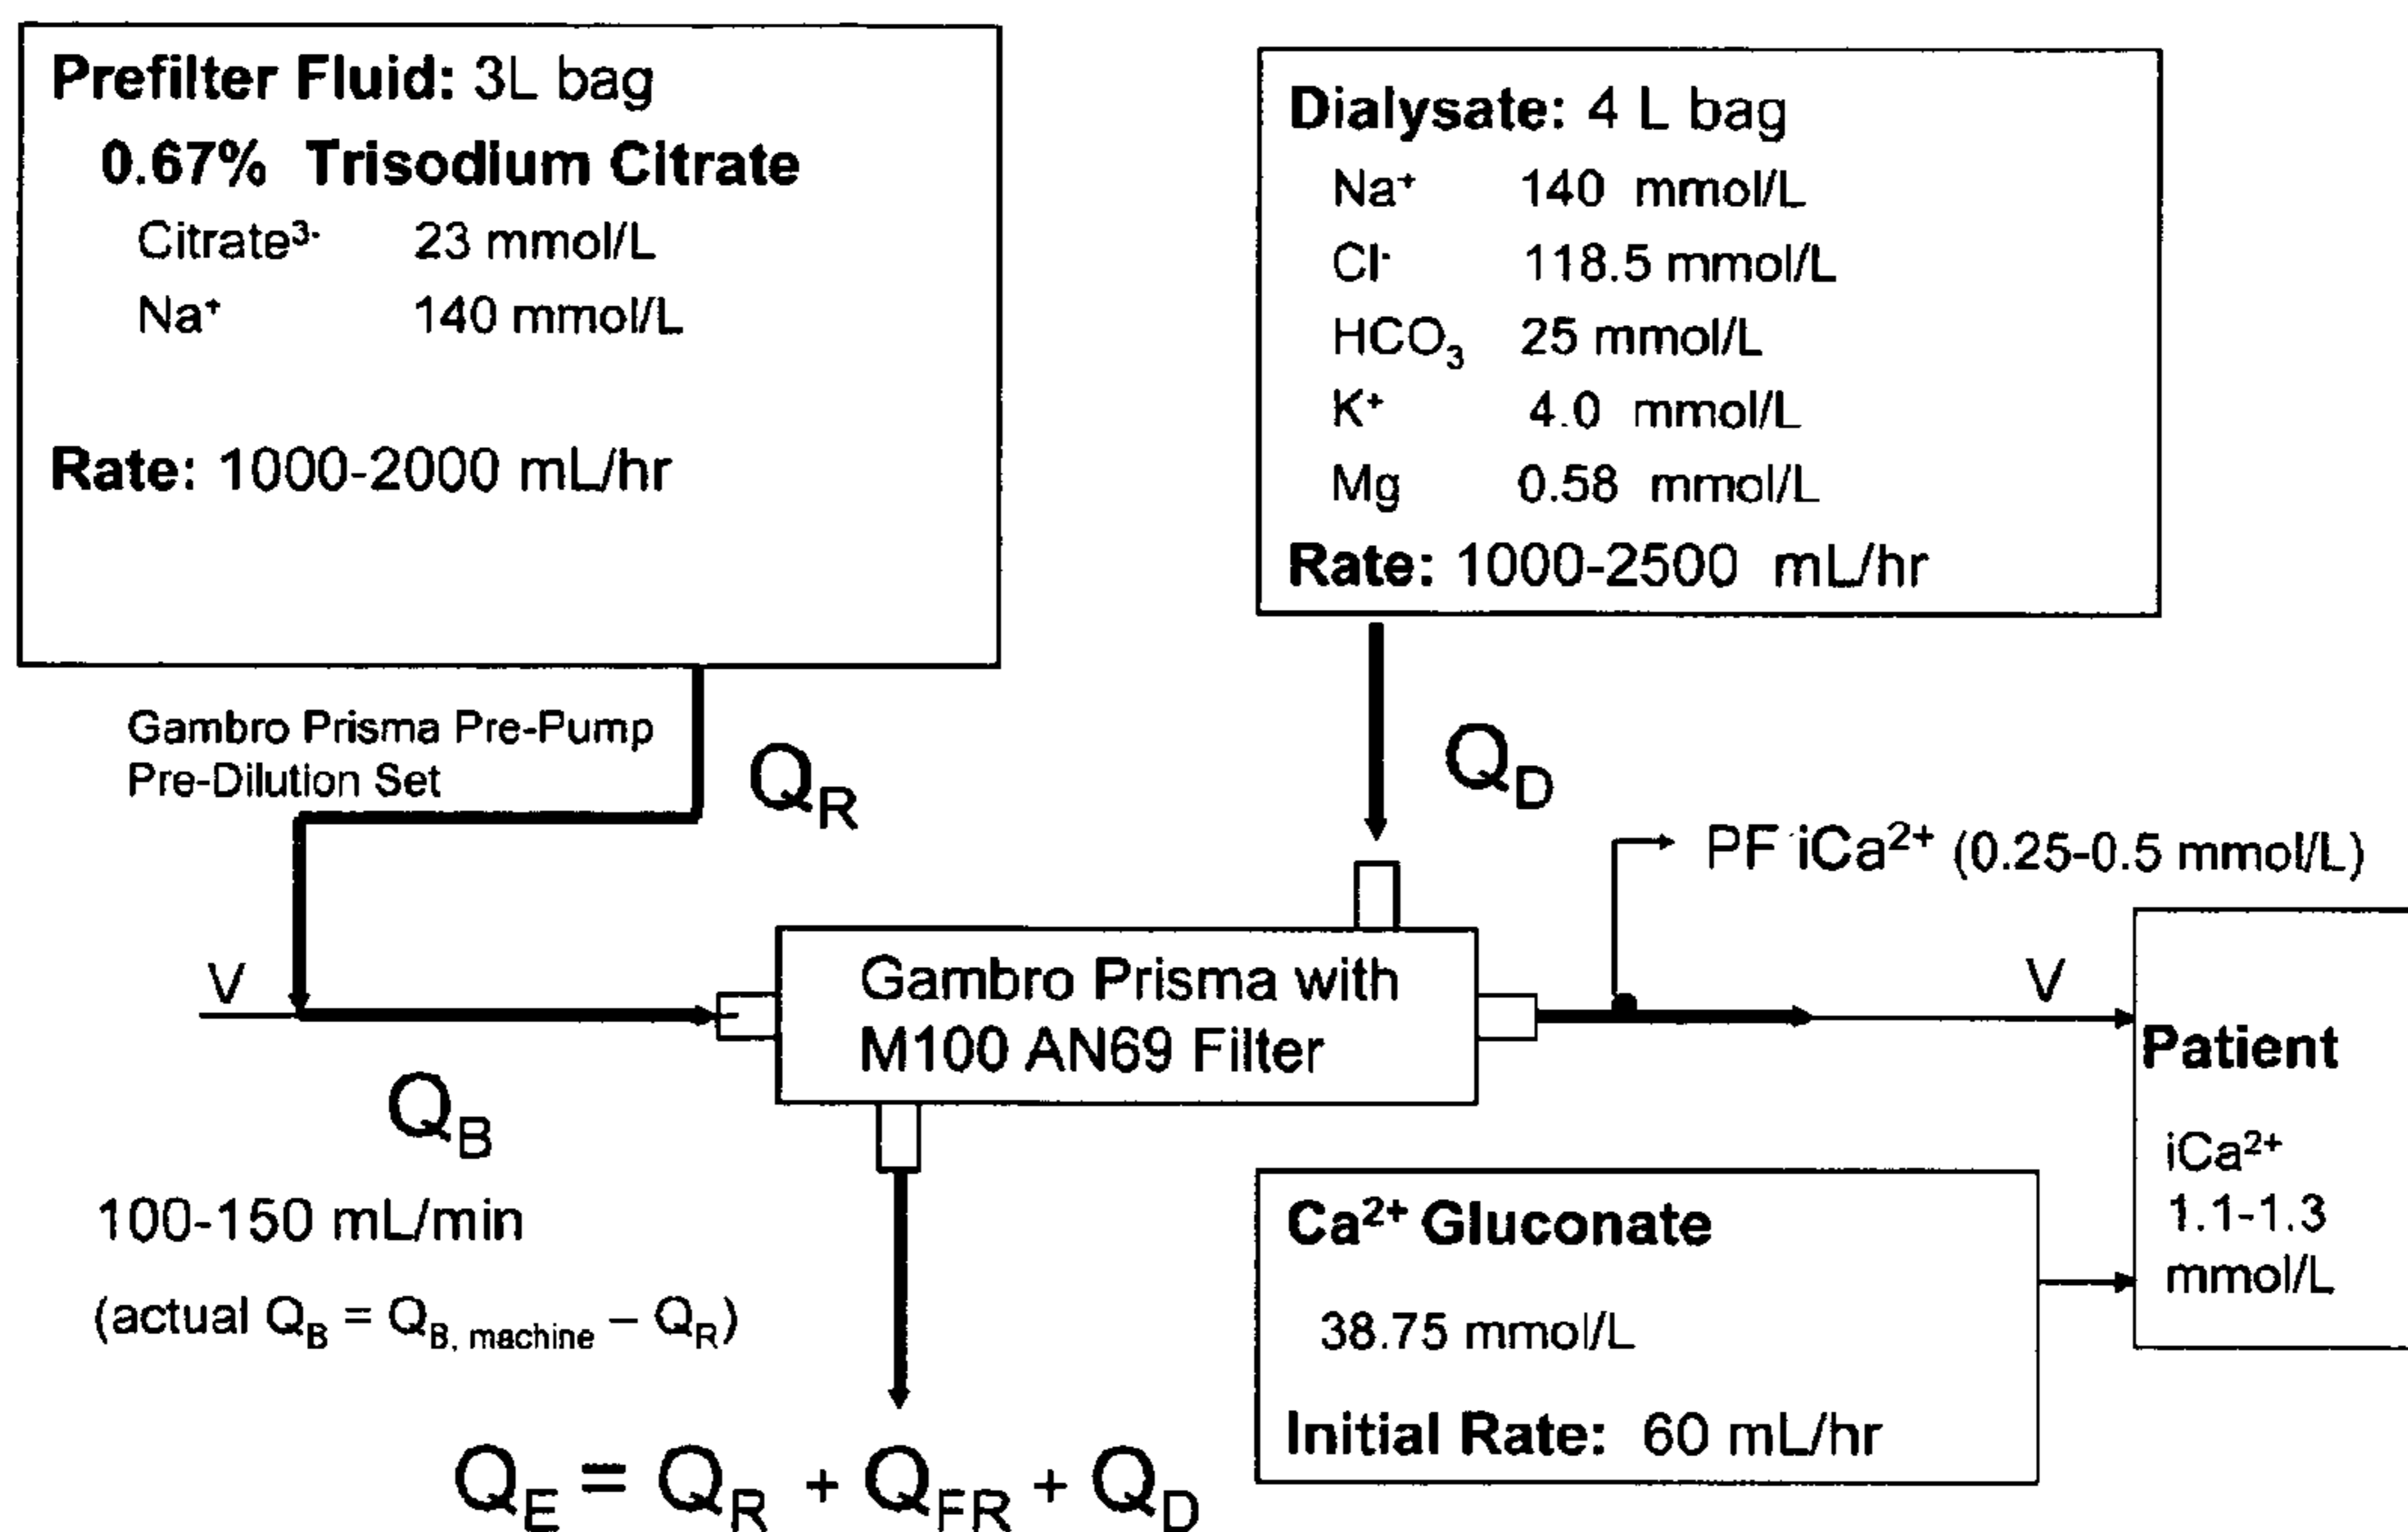 Prefilter Fluid: 3L bag
0.67% Trisodium Citrate
Citrate³⁻ 23 mmol/L
Na⁺ 140 mmol/L
Rate: 1000-2000 mL/hr
Dialysate: 4 L bag
Na⁺ 140 mmol/L
Cl⁻ 118.5 mmol/L
HCO₃ 25 mmol/L
K⁺ 4.0 mmol/L
Mg 0.58 mmol/L
Rate: 1000-2500 mL/hr
Gambro Prisma Pre-Pump
Pre-Dilution Set
Q_R
Q_D
PF iCa²⁺ (0.25-0.5 mmol/L)
V
Q_B
100-150 mL/min
(actual Q_B = Q_B, machine – Q_R)
Gambro Prisma with
M100 AN69 Filter
V
Patient
iCa²⁺
1.1-1.3
mmol/L
Ca²⁺ Gluconate
38.75 mmol/L
Initial Rate: 60 mL/hr
Q_E = Q_R + Q_FR + Q_D